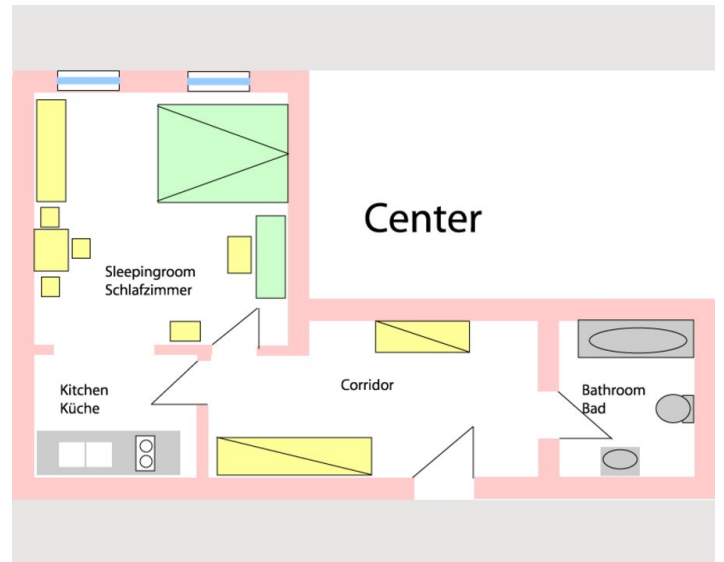 Center
Sleepingroom
Schlafzimmer
Kitchen
Küche
Corridor
Bathroom
Bad